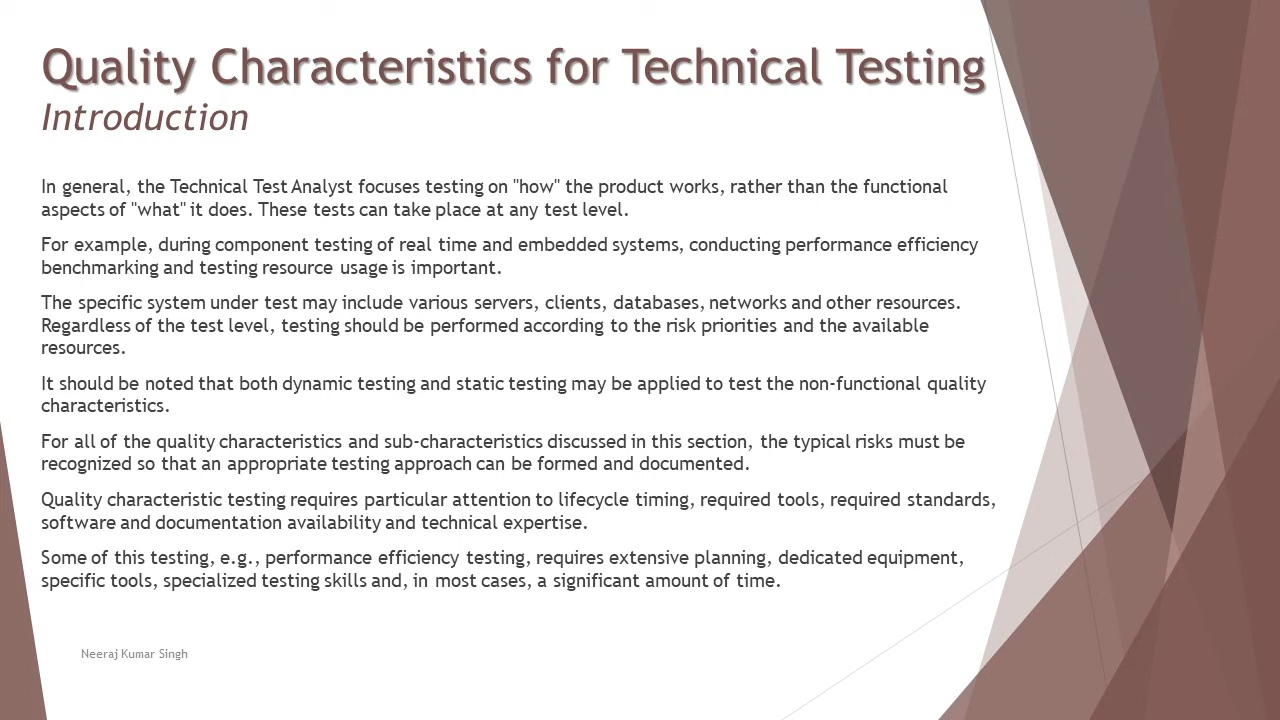 Quality Characteristics for Technical Testing
Introduction
In general, the Technical Test Analyst focuses testing on "how" the product works, rather than the functional
aspects of "what" it does. These tests can take place at any test level.
For example, during component testing of real time and embedded systems, conducting performance efficiency
benchmarking and testing resource usage is important.
The specific system under test may include various servers, clients, databases, networks and other resources.
Regardless of the test level, testing should be performed according to the risk priorities and the available
resources.
It should be noted that both dynamic testing and static testing may be applied to test the non-functional quality
characteristics.
For all of the quality characteristics and sub-characteristics discussed in this section, the typical risks must be
recognized so that an appropriate testing approach can be formed and documented.
Quality characteristic testing requires particular attention to lifecycle timing, required tools, required standards,
software and documentation availability and technical expertise.
Some of this testing, e.g., performance efficiency testing, requires extensive planning, dedicated equipment,
specific tools, specialized testing skills and, in most cases, a significant amount of time.
Neeraj Kumar Singh